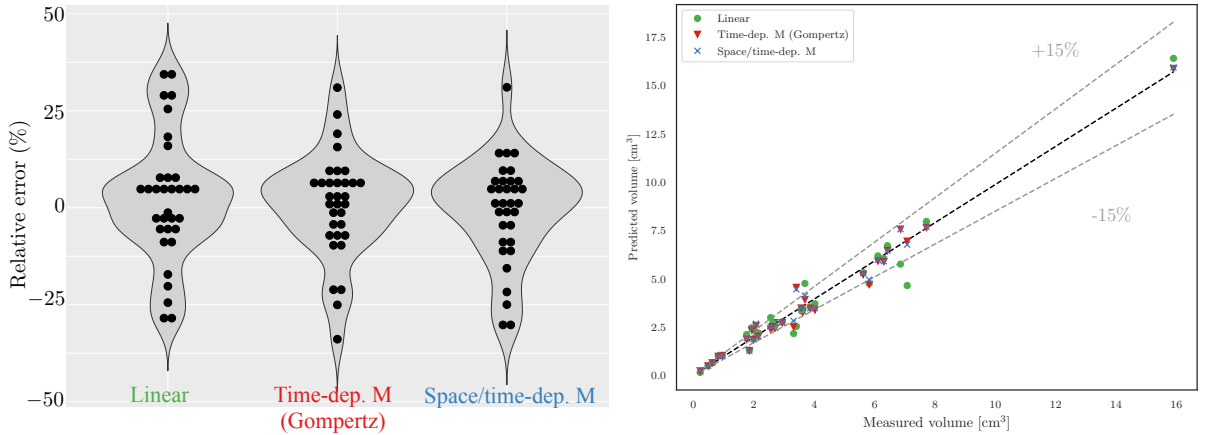 50
25
0
−25
−50
Relative error (%)
Linear
Time-dep. M
(Gompertz)
Space/time-dep. M
Linear
Time-dep. M (Gompertz)
Space/time-dep. M
+15%
-15%
17.5
15.0
12.5
10.0
7.5
5.0
2.5
0.0
Predicted volume [cm³]
0 2 4 6 8 10 12 14 16
Measured volume [cm³]